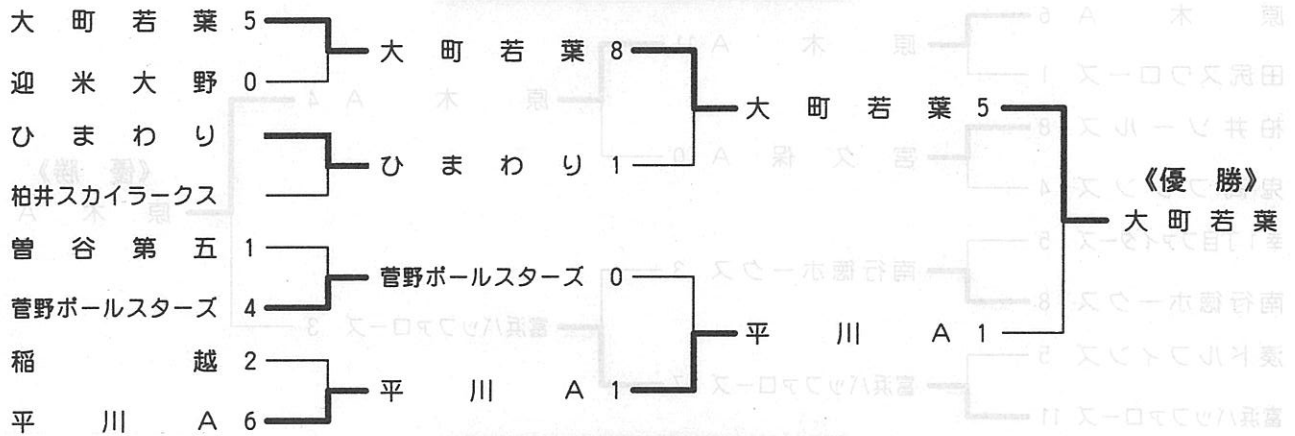 大町若葉 5
迎米大野 0
ひまわり
柏井スカイラークス
曽谷第五 1
菅野ボールスターズ 4
稲越 2
平川A 6
大町若葉 8
ひまわり 1
菅野ボールスターズ 0
平川A 1
大町若葉 5
平川A 1
《優勝》
大町若葉